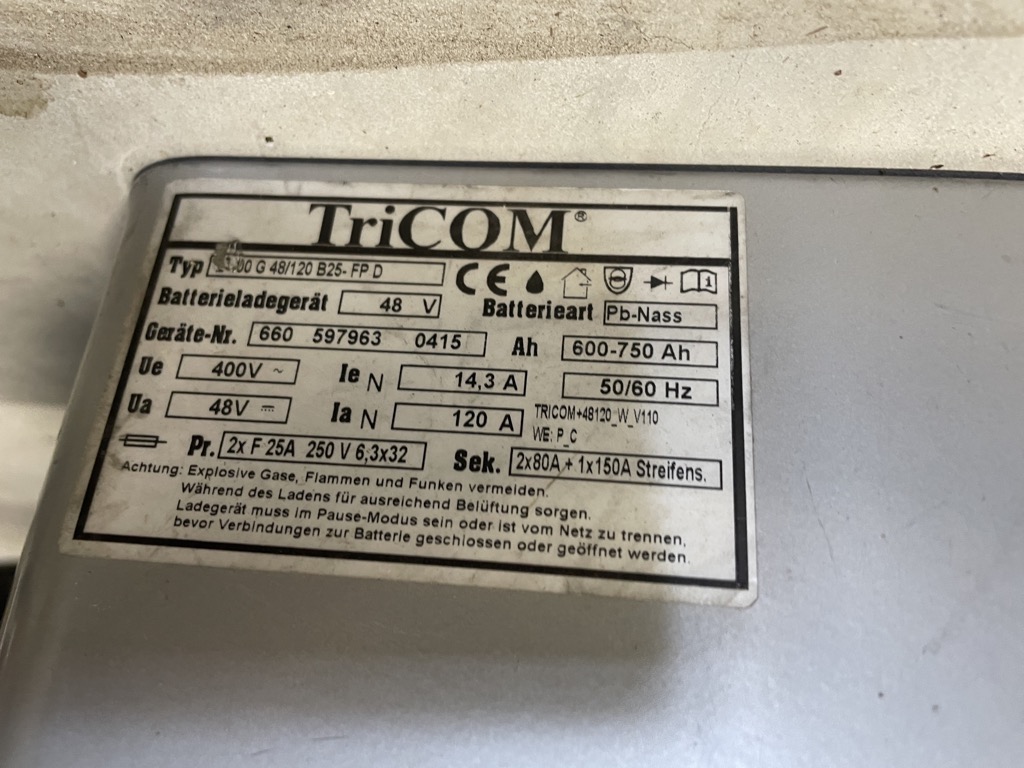 TriCOM®
Typ 00 G 48/120 B25- FP D
Batterieladegerät 48 V Batterieart Pb-Nass
Geräte-Nr. 660 597963 0415 Ah 600-750 Ah
Ue 400V ~ Ie N 14,3 A 50/60 Hz
Ua 48V ⎓ Ia N 120 A TRICOM+48120_W_V110
WE: P_C
Pr. 2x F 25A 250 V 6,3x32 Sek. 2x80A + 1x150A Streifens.
Achtung: Explosive Gase, Flammen und Funken vermeiden.
Während des Ladens für ausreichend Belüftung sorgen.
Ladegerät muss im Pause-Modus sein oder ist vom Netz zu trennen,
bevor Verbindungen zur Batterie geschlossen oder geöffnet werden.